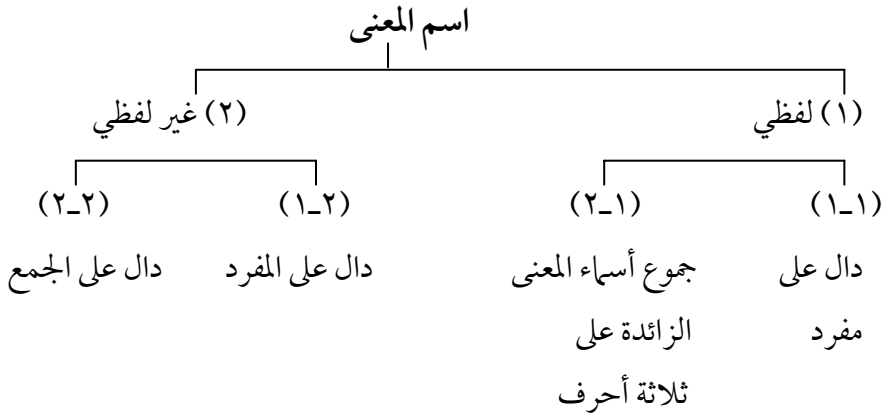 اسم المعنى
(١) لفظي
(٢) غير لفظي
(١_١)
(٢_١)
(١_٢)
(٢_٢)
دال على
مفرد
جموع أسماء المعنى
الزائدة على
ثلاثة أحرف
دال على المفرد
دال على الجمع